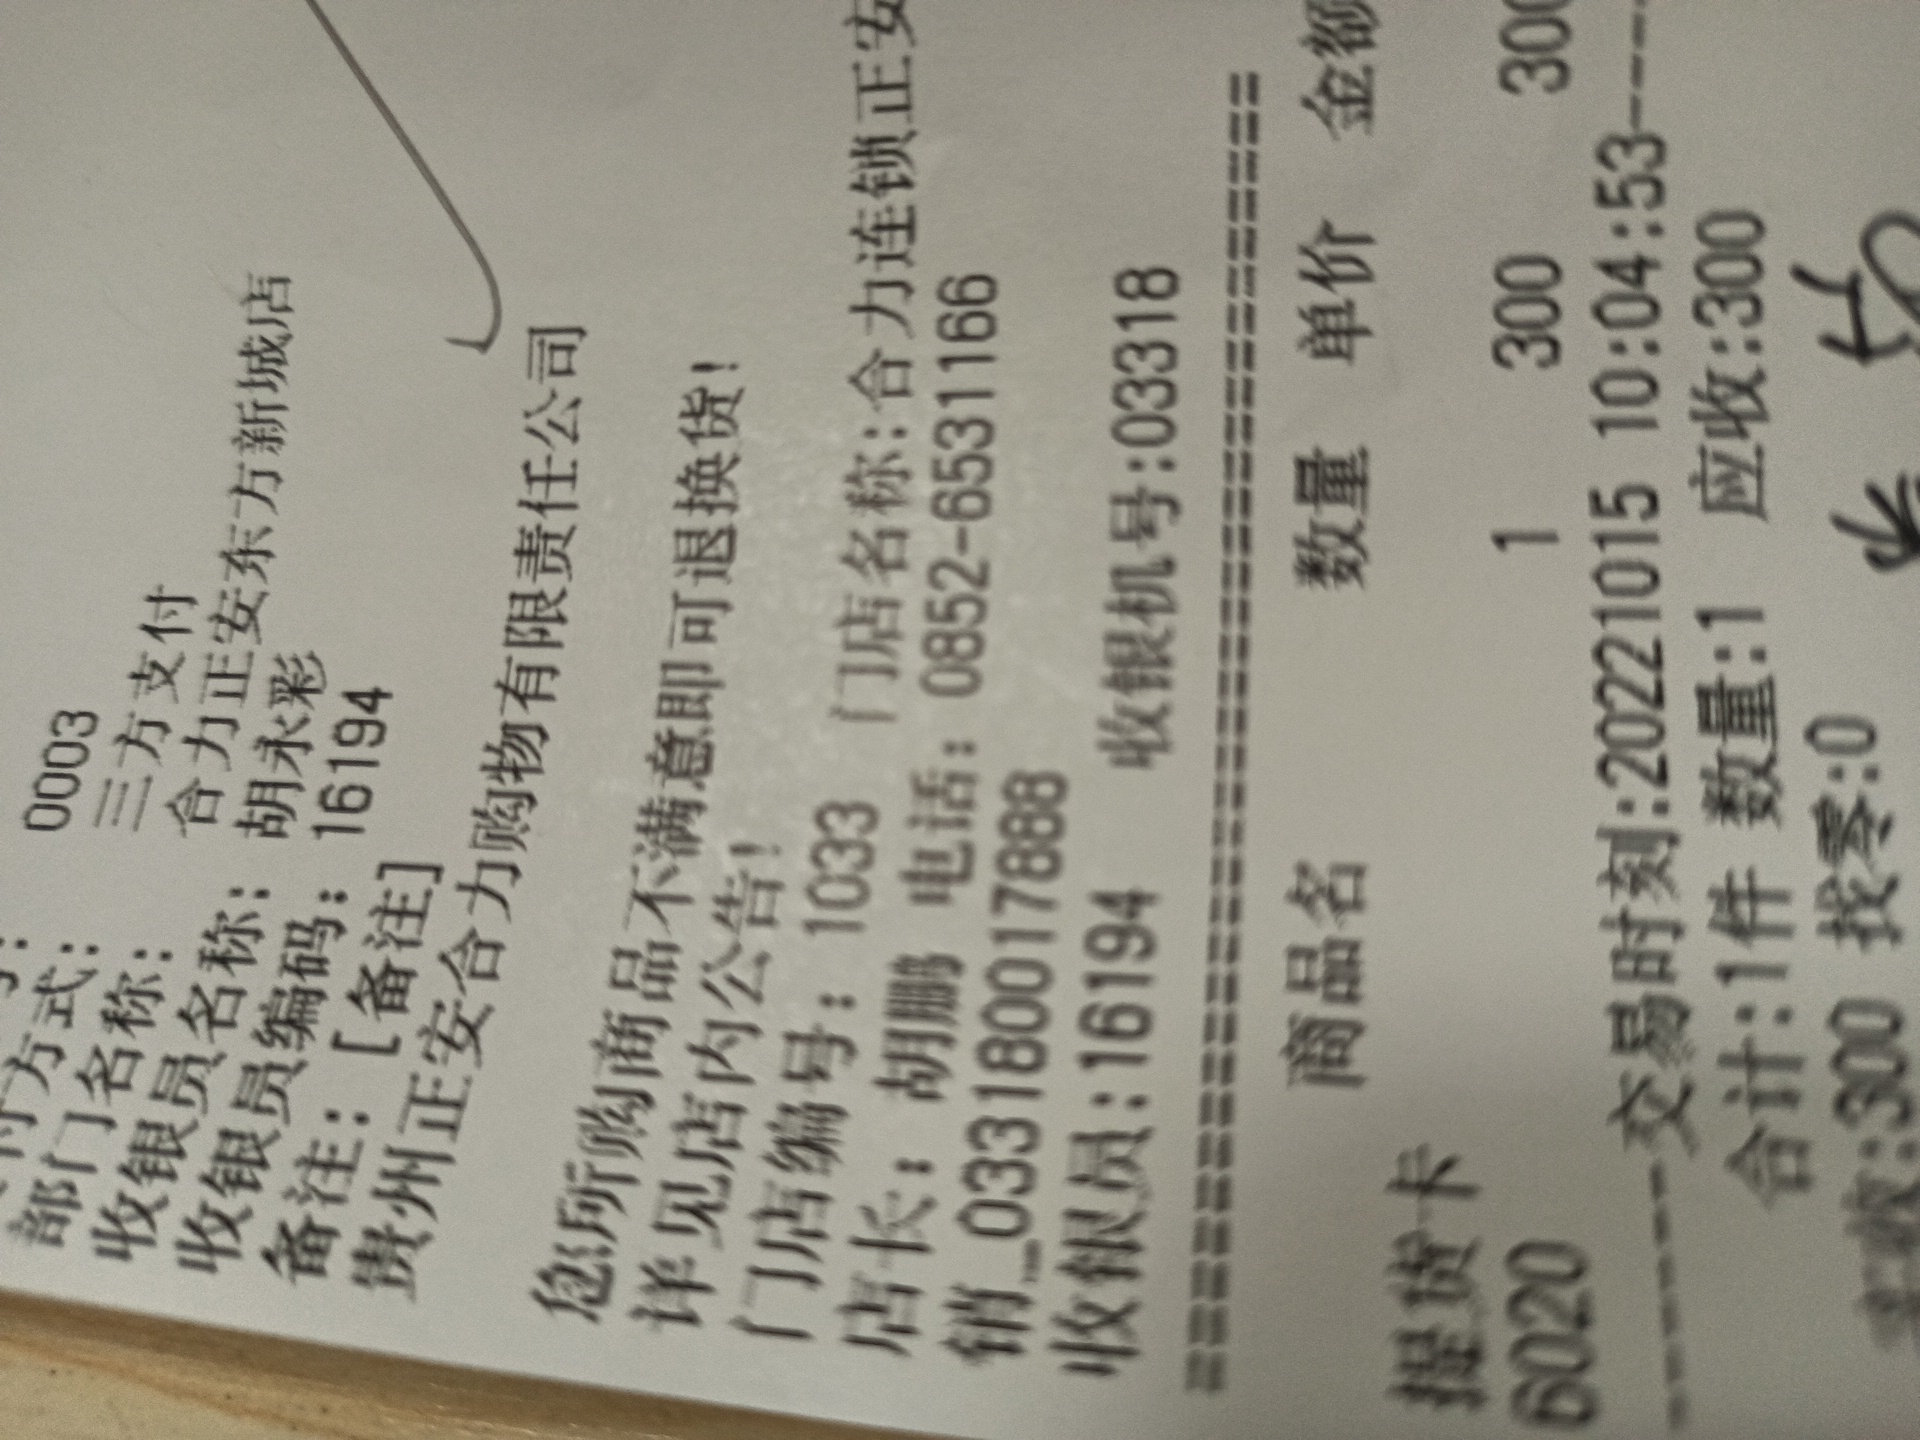 0003
付方式： 三方支付
部门名称： 合力正安东方新城店
收银员名称： 胡永彩
收银员编码： 16194
备注： [备注]
贵州正安合力购物有限责任公司
您所购商品不满意即可退换货!
详见店内公告!
门店编号： 1033 门店名称:合力连锁正安
店长： 胡鹏 电话： 0852-6531166
销_03318001788​8
收银员:16194 收银机号:03318
========================================
商品名 数量 单价 金额
提货卡
6020 1 300 300
-----交易时刻:20221015 10:04:53-----
合计:1件 数量:1 应收:300
实收:300 找零:0